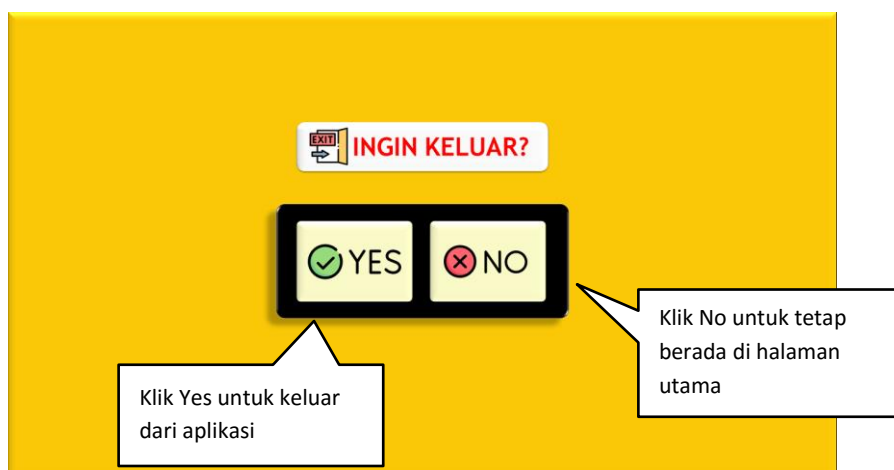 EXIT
INGIN KELUAR?
YES
NO
Klik No untuk tetap
berada di halaman
utama
Klik Yes untuk keluar
dari aplikasi